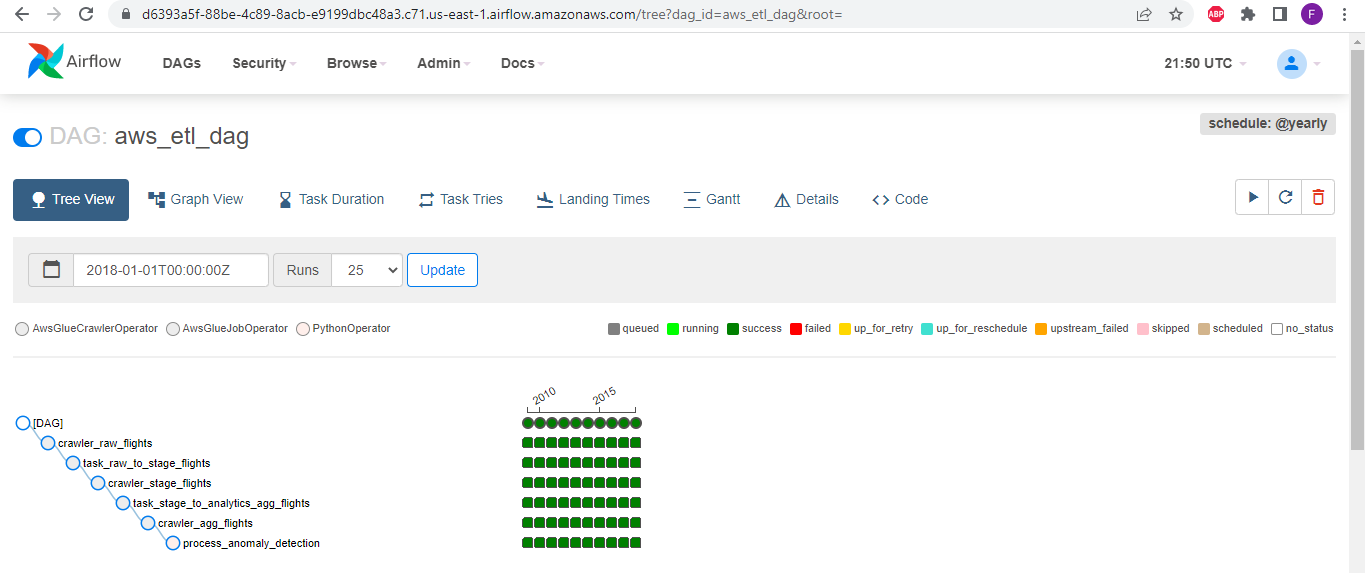 d6393a5f-88be-4c89-8acb-e9199dbc48a3.c71.us-east-1.airflow.amazonaws.com/tree?dag_id=aws_etl_dag&root=
ABP
F
Airflow DAGs Security Browse Admin Docs 21:50 UTC
DAG: aws_etl_dag
schedule: @yearly
Tree View Graph View Task Duration Task Tries Landing Times Gantt Details Code
2018-01-01T00:00:00Z Runs 25 Update
AwsGlueCrawlerOperator AwsGlueJobOperator PythonOperator queued running success failed up_for_retry up_for_reschedule upstream_failed skipped scheduled no_status
2010 2015
[DAG]
crawler_raw_flights
task_raw_to_stage_flights
crawler_stage_flights
task_stage_to_analytics_agg_flights
crawler_agg_flights
process_anomaly_detection